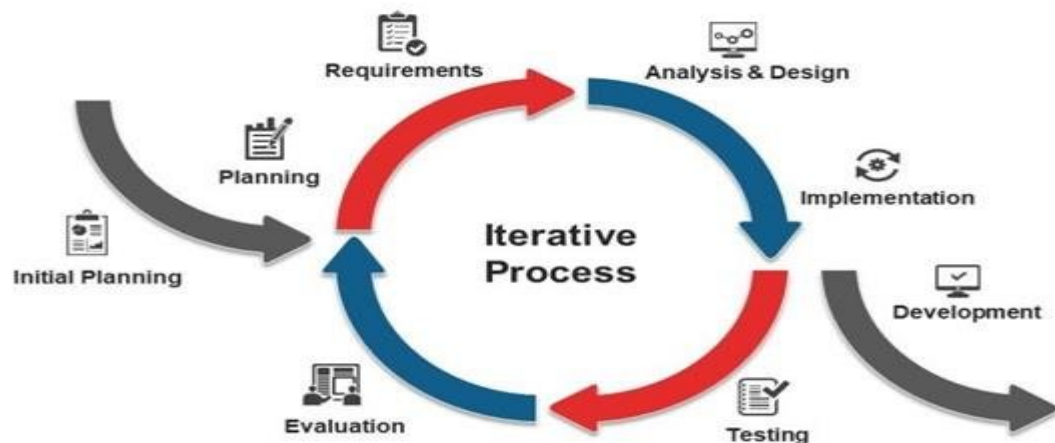 Requirements
Analysis & Design
Planning
Implementation
Initial Planning
Iterative
Process
Development
Evaluation
Testing